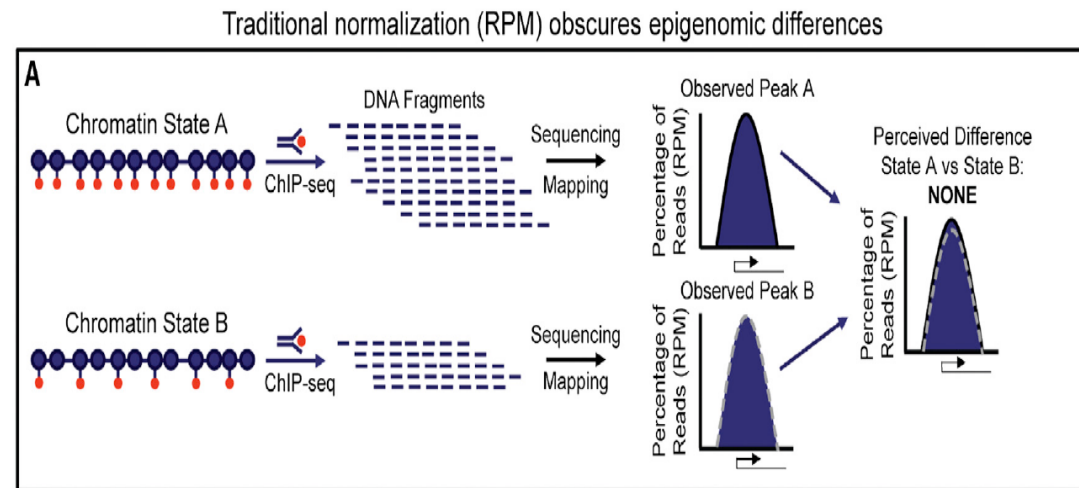 Traditional normalization (RPM) obscures epigenomic differences
A
Chromatin State A
ChIP-seq
DNA Fragments
Sequencing
Mapping
Observed Peak A
Percentage of
Reads (RPM)
Chromatin State B
ChIP-seq
Sequencing
Mapping
Observed Peak B
Percentage of
Reads (RPM)
Perceived Difference
State A vs State B:
NONE
Percentage of
Reads (RPM)